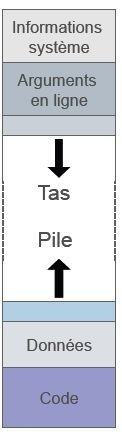 Informations
système
Arguments
en ligne
Tas
Pile
Données
Code